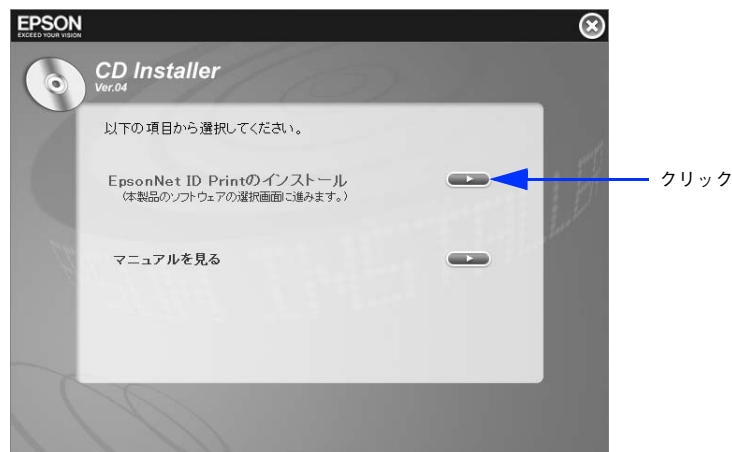 EPSON
EXCEED YOUR VISION
CD Installer
Ver.04
以下の項目から選択してください。
EpsonNet ID Printのインストール
クリック
(本製品のソフトウェアの選択画面に進みます。)
マニュアルを見る